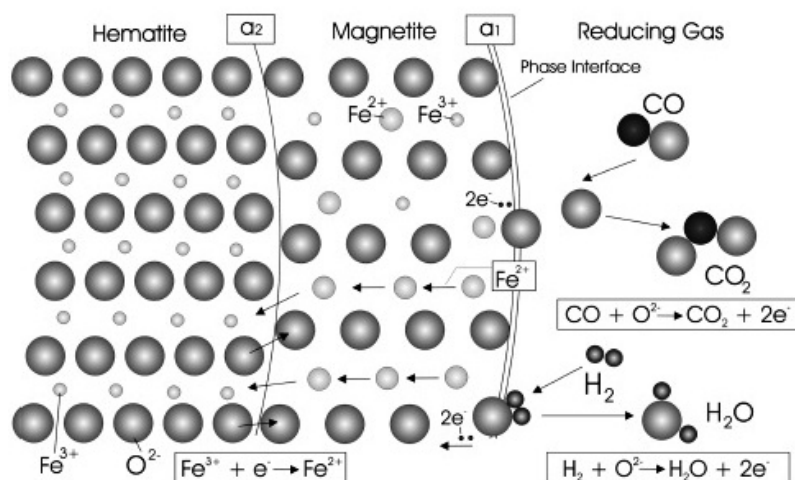 Hematite
a₂
Magnetite
a₁
Reducing Gas
Phase Interface
Fe²⁺
Fe³⁺
CO
2e⁻
CO₂
Fe²⁺
CO + O²⁻→CO₂ + 2e⁻
H₂
H₂O
2e⁻
Fe³⁺
O²⁻
Fe³⁺ + e⁻→Fe²⁺
H₂ + O²⁻→H₂O + 2e⁻